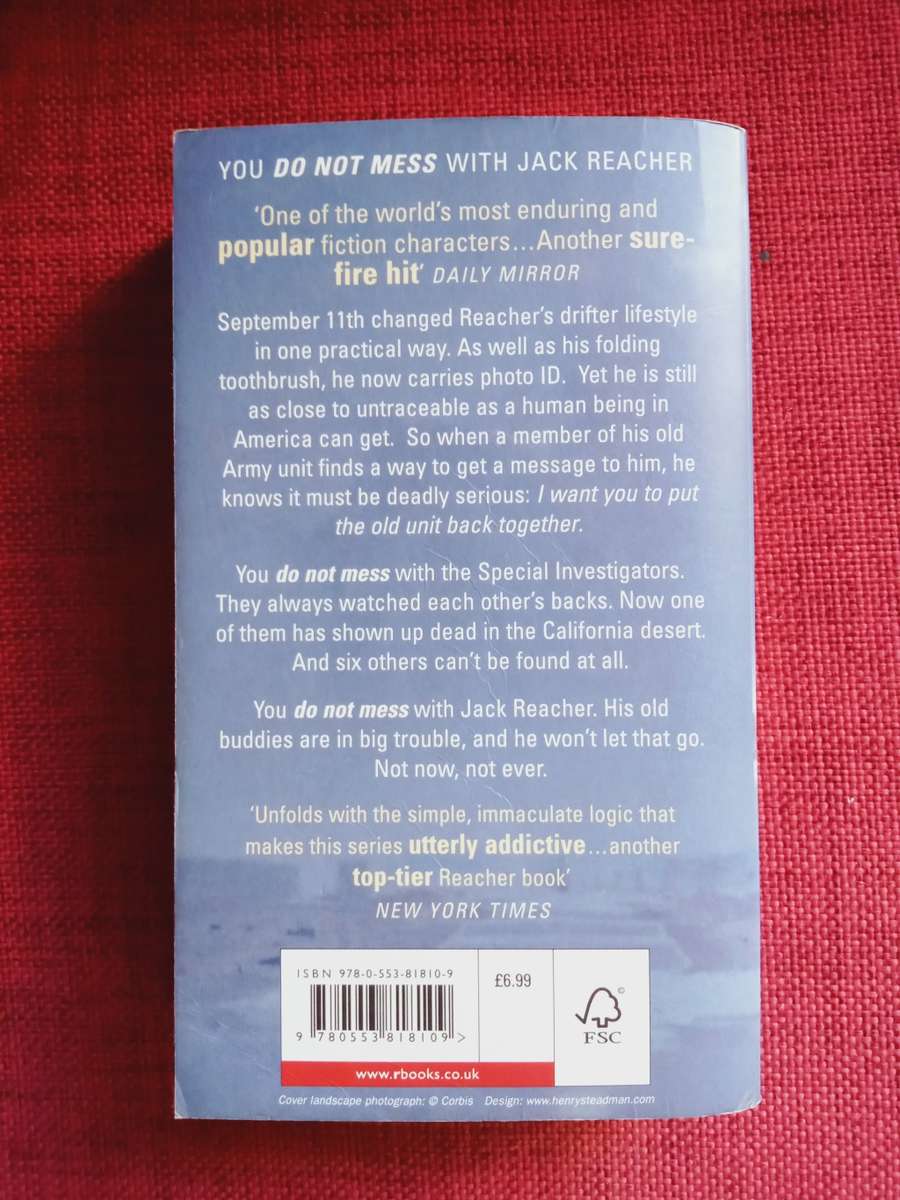 YOU DO NOT MESS WITH JACK REACHER
‘One of the world’s most enduring and
popular fiction characters...Another sure-
fire hit’ DAILY MIRROR
September 11th changed Reacher’s drifter lifestyle
in one practical way. As well as his folding
toothbrush, he now carries photo ID. Yet he is still
as close to untraceable as a human being in
America can get. So when a member of his old
Army unit finds a way to get a message to him, he
knows it must be deadly serious: I want you to put
the old unit back together.
You do not mess with the Special Investigators.
They always watched each other’s backs. Now one
of them has shown up dead in the California desert.
And six others can’t be found at all.
You do not mess with Jack Reacher. His old
buddies are in big trouble, and he won’t let that go.
Not now, not ever.
‘Unfolds with the simple, immaculate logic that
makes this series utterly addictive...another
top-tier Reacher book’
NEW YORK TIMES
ISBN 978-0-553-81810-9
£6.99
9 780553 818109 >
©
FSC
www.rbooks.co.uk
Cover landscape photograph: © Corbis Design: www.henrysteadman.com